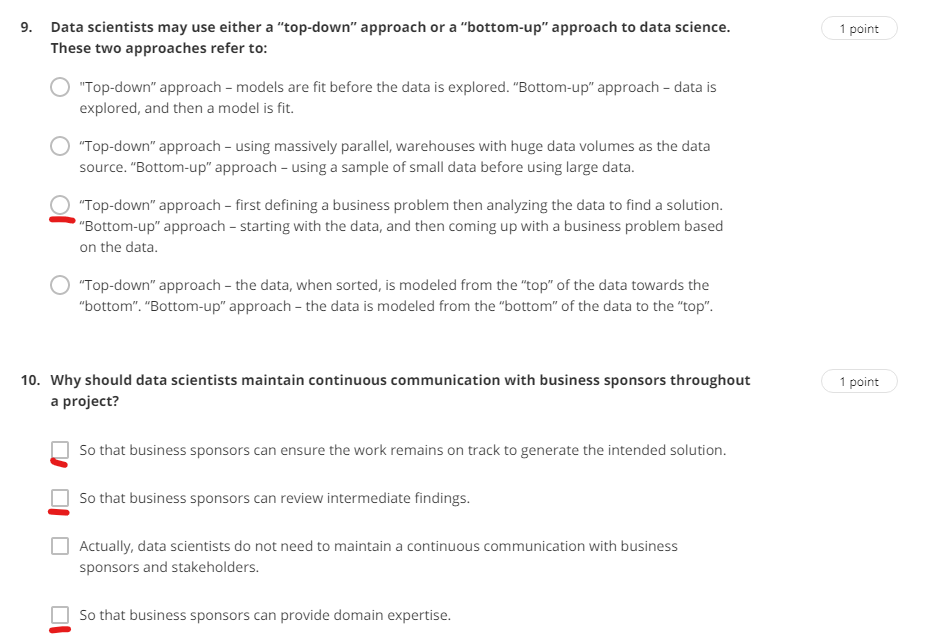 9. Data scientists may use either a “top-down” approach or a “bottom-up” approach to data science. 1 point
These two approaches refer to:
"Top-down” approach – models are fit before the data is explored. “Bottom-up” approach – data is
explored, and then a model is fit.
“Top-down” approach – using massively parallel, warehouses with huge data volumes as the data
source. “Bottom-up” approach – using a sample of small data before using large data.
“Top-down” approach – first defining a business problem then analyzing the data to find a solution.
“Bottom-up” approach – starting with the data, and then coming up with a business problem based
on the data.
“Top-down” approach – the data, when sorted, is modeled from the “top” of the data towards the
“bottom”. “Bottom-up” approach – the data is modeled from the “bottom” of the data to the “top”.
10. Why should data scientists maintain continuous communication with business sponsors throughout 1 point
a project?
So that business sponsors can ensure the work remains on track to generate the intended solution.
So that business sponsors can review intermediate findings.
Actually, data scientists do not need to maintain a continuous communication with business
sponsors and stakeholders.
So that business sponsors can provide domain expertise.